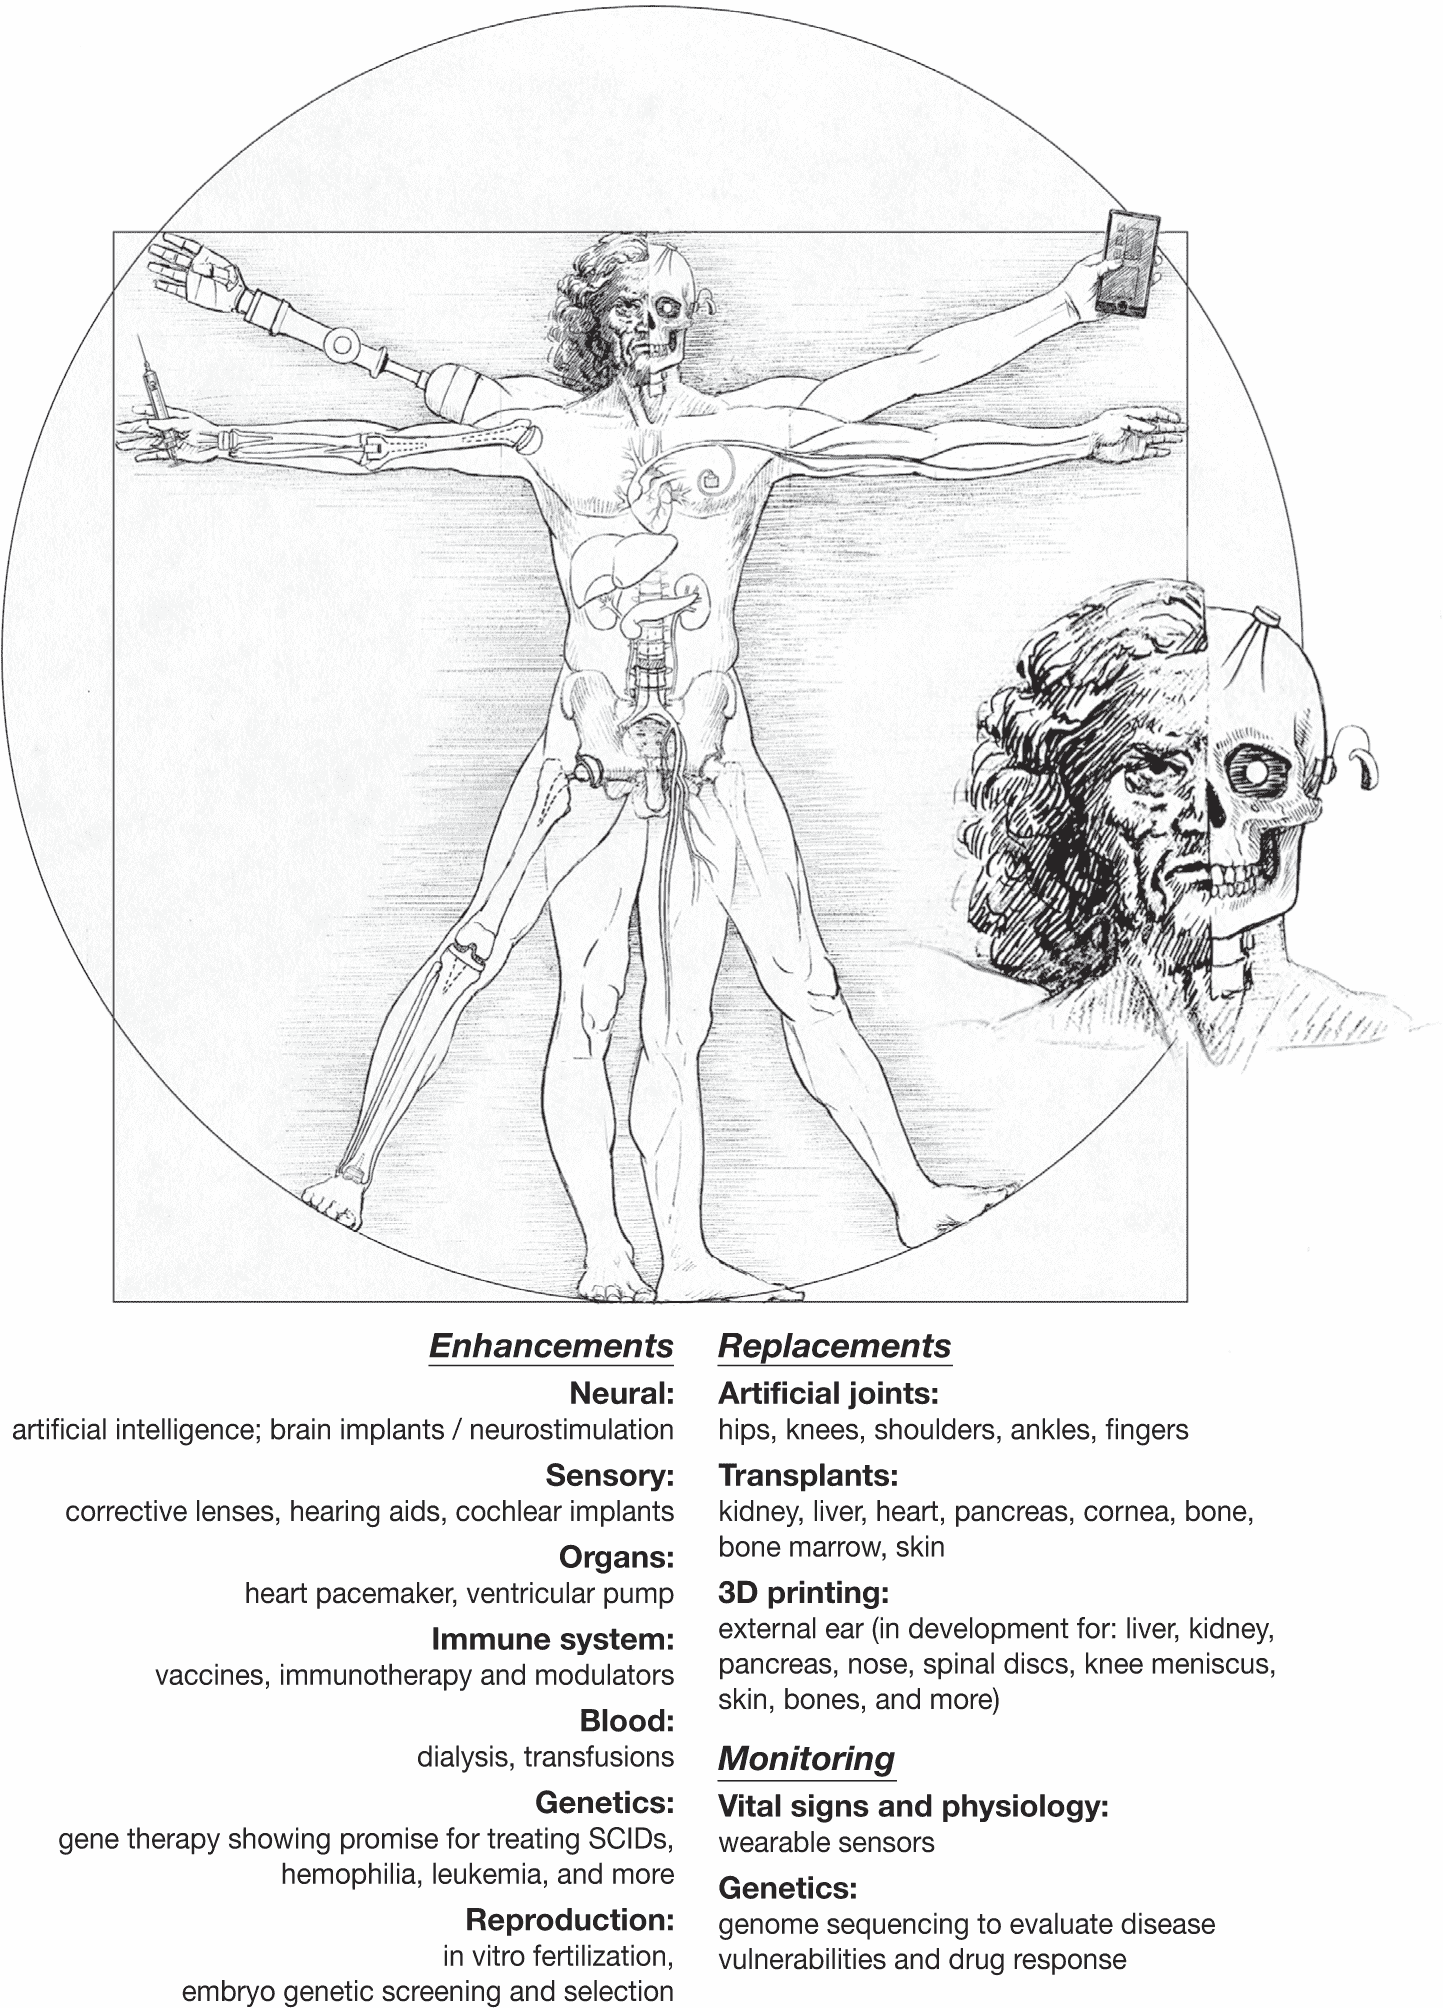 Enhancements
Neural:
artificial intelligence; brain implants / neurostimulation
Sensory:
corrective lenses, hearing aids, cochlear implants
Organs:
heart pacemaker, ventricular pump
Immune system:
vaccines, immunotherapy and modulators
Blood:
dialysis, transfusions
Genetics:
gene therapy showing promise for treating SCIDs,
hemophilia, leukemia, and more
Reproduction:
in vitro fertilization,
embryo genetic screening and selection
Replacements
Artificial joints:
hips, knees, shoulders, ankles, fingers
Transplants:
kidney, liver, heart, pancreas, cornea, bone,
bone marrow, skin
3D printing:
external ear (in development for: liver, kidney,
pancreas, nose, spinal discs, knee meniscus,
skin, bones, and more)
Monitoring
Vital signs and physiology:
wearable sensors
Genetics:
genome sequencing to evaluate disease
vulnerabilities and drug response